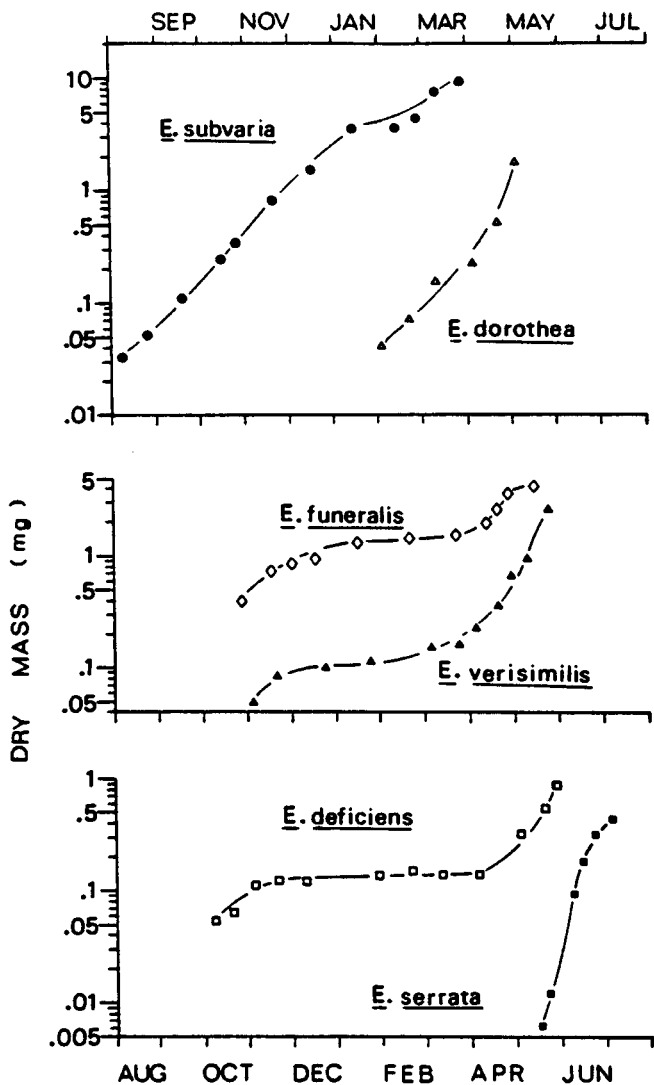 SEP NOV JAN MAR MAY JUL
10
5
E. subvaria
1
.5
.1
.05
E. dorothea
.01
5
E. funeralis
1
.5
.1
E. verisimilis
.05
DRY MASS (mg)
1
E. deficiens
.5
.1
.05
.01
E. serrata
.005
AUG OCT DEC FEB APR JUN